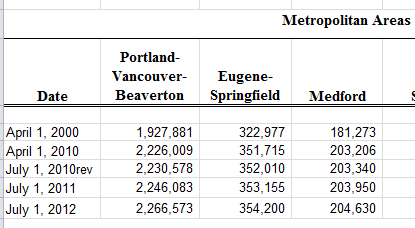 Metropolitan Areas
Portland-
Vancouver- Eugene-
Date Beaverton Springfield Medford
April 1, 2000 1,927,881 322,977 181,273
April 1, 2010 2,226,009 351,715 203,206
July 1, 2010rev 2,230,578 352,010 203,340
July 1, 2011 2,246,083 353,155 203,950
July 1, 2012 2,266,573 354,200 204,630